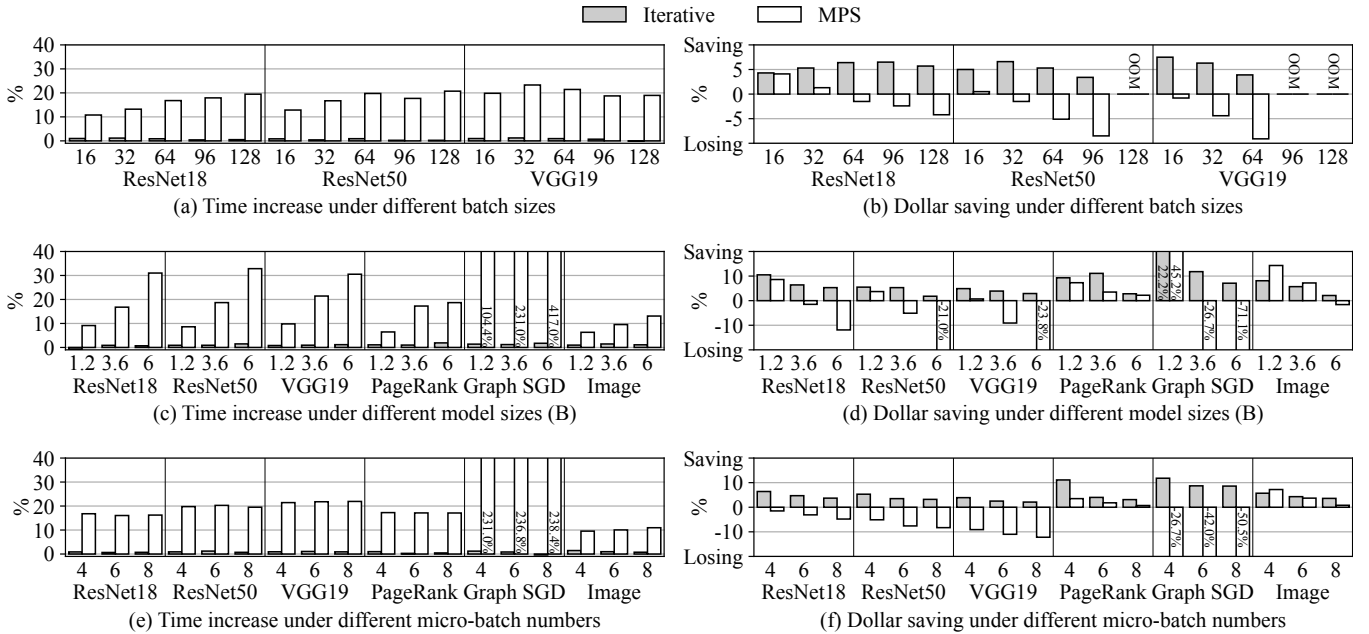 Iterative MPS
40
30
20
10
0
%
16 32 64 96 128 16 32 64 96 128 16 32 64 96 128
ResNet18 ResNet50 VGG19
(a) Time increase under different batch sizes
Saving
5
0
-5
Losing
%
OOM OOM OOM
16 32 64 96 128 16 32 64 96 128 16 32 64 96 128
ResNet18 ResNet50 VGG19
(b) Dollar saving under different batch sizes
40
30
20
10
0
%
104.4% 231.0% 417.0%
1.2 3.6 6 1.2 3.6 6 1.2 3.6 6 1.2 3.6 6 1.2 3.6 6 1.2 3.6 6
ResNet18 ResNet50 VGG19 PageRank Graph SGD Image
(c) Time increase under different model sizes (B)
Saving
10
0
-10
Losing
%
-21.0% -23.8% 22.2% 45.2% -26.7% -71.1%
1.2 3.6 6 1.2 3.6 6 1.2 3.6 6 1.2 3.6 6 1.2 3.6 6 1.2 3.6 6
ResNet18 ResNet50 VGG19 PageRank Graph SGD Image
(d) Dollar saving under different model sizes (B)
40
30
20
10
0
%
231.0% 236.8% 238.4%
4 6 8 4 6 8 4 6 8 4 6 8 4 6 8 4 6 8
ResNet18 ResNet50 VGG19 PageRank Graph SGD Image
(e) Time increase under different micro-batch numbers
Saving
10
0
-10
Losing
%
-26.7% -42.0% -50.5%
4 6 8 4 6 8 4 6 8 4 6 8 4 6 8 4 6 8
ResNet18 ResNet50 VGG19 PageRank Graph SGD Image
(f) Dollar saving under different micro-batch numbers